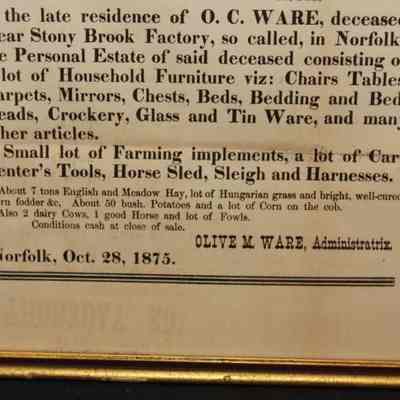 the late residence of O. C. WARE, deceased
ear Stony Brook Factory, so called, in Norfolk
e Personal Estate of said deceased consisting o
lot of Household Furniture viz: Chairs Tables
arpets, Mirrors, Chests, Beds, Bedding and Bed
eads, Crockery, Glass and Tin Ware, and many
her articles.
Small lot of Farming implements, a lot of Car
enter's Tools, Horse Sled, Sleigh and Harnesses.
About 7 tons English and Meadow Hay, lot of Hungarian grass and bright, well-cured
rn fodder &c, About 50 bush. Potatoes and a lot of Corn on the cob.
Also 2 dairy Cows, 1 good Horse and lot of Fowls.
Conditions cash at close of sale.
OLIVE M. WARE, Administratrix.
Norfolk, Oct. 28, 1875.